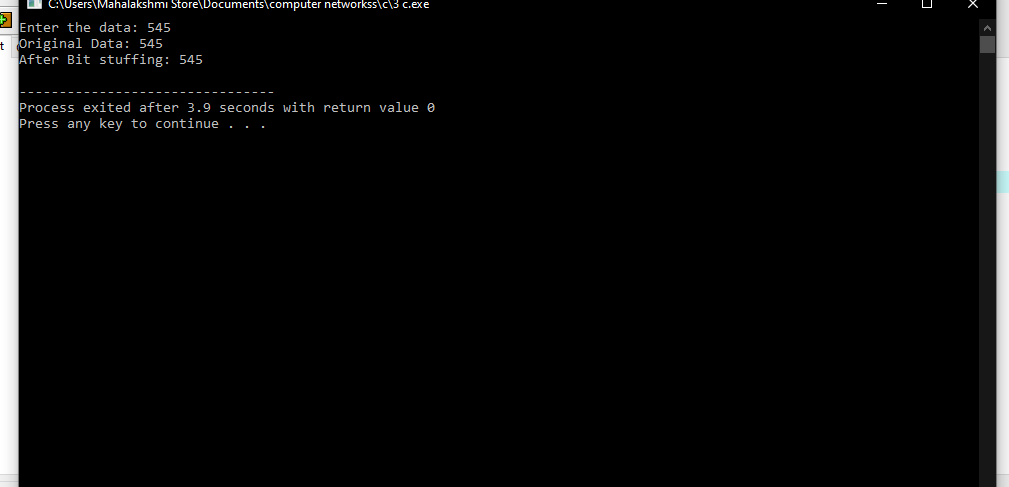 C:\Users\Mahalakshmi Store\Documents\computer networkss\c\3 c.exe
Enter the data: 545
Original Data: 545
After Bit stuffing: 545
--------------------------------
Process exited after 3.9 seconds with return value 0
Press any key to continue . . .